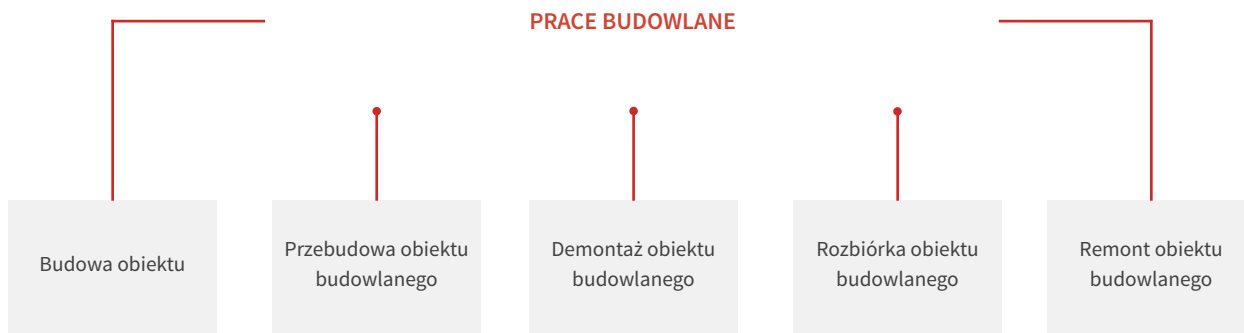 PRACE BUDOWLANE
Budowa obiektu
Przebudowa obiektu
budowlanego
Demontaż obiektu
budowlanego
Rozbiórka obiektu
budowlanego
Remont obiektu
budowlanego